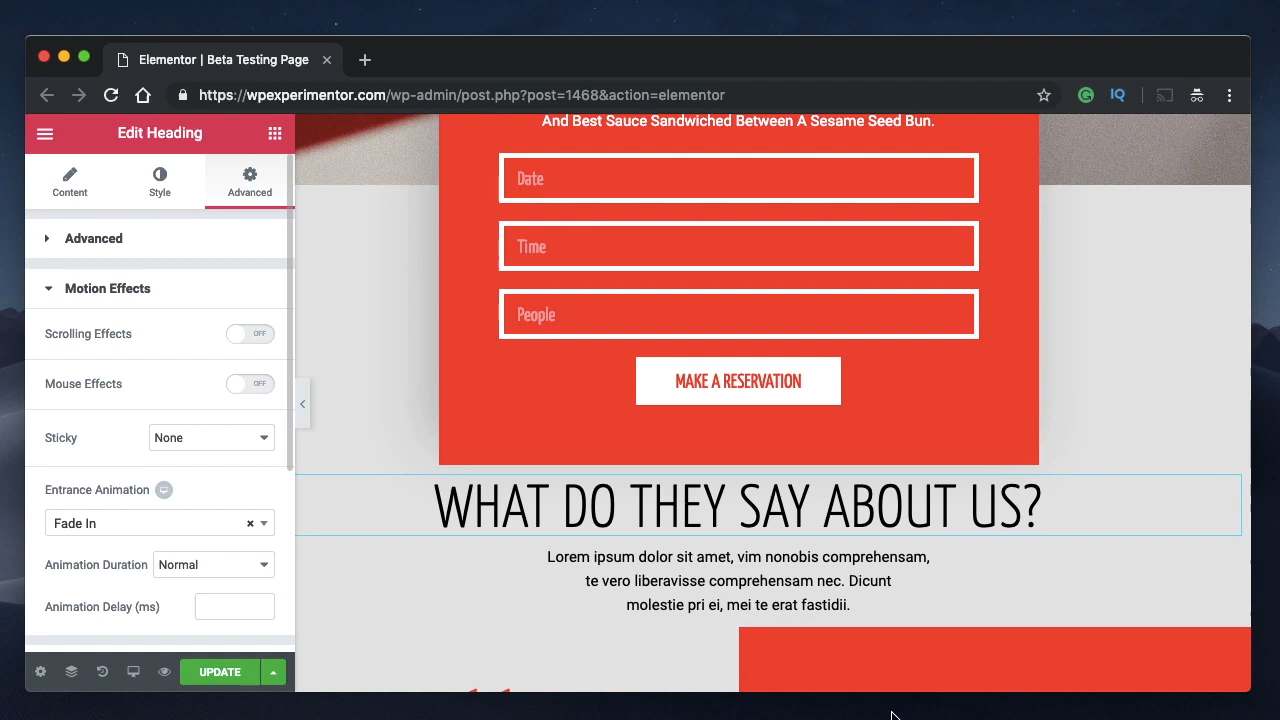 Elementor | Beta Testing Page
https://wpexperimentor.com/wp-admin/post.php?post=1468&action=elementor
IQ
Edit Heading
Content
Style
Advanced
Advanced
Motion Effects
Scrolling Effects
OFF
Mouse Effects
OFF
Sticky
None
Entrance Animation
Fade In
Animation Duration
Normal
Animation Delay (ms)
UPDATE
And Best Sauce Sandwiched Between A Sesame Seed Bun.
Date
Time
People
MAKE A RESERVATION
WHAT DO THEY SAY ABOUT US?
Lorem ipsum dolor sit amet, vim nonobis comprehensam,
te vero liberavisse comprehensam nec. Dicunt
molestie pri ei, mei te erat fastidii.